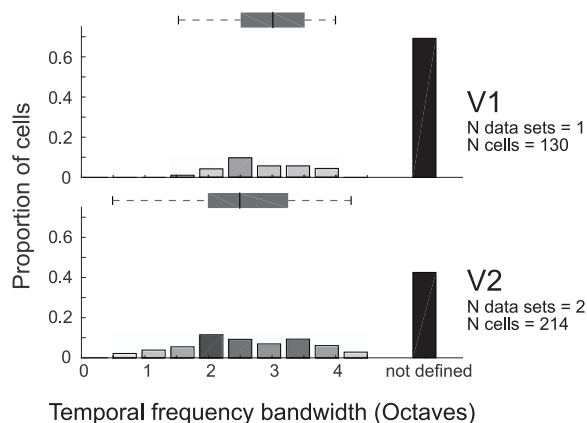 Proportion of cells
0.6
0.4
0.2
0
V1
N data sets = 1
N cells = 130
0.6
0.4
0.2
0
V2
N data sets = 2
N cells = 214
0 1 2 3 4 not defined
Temporal frequency bandwidth (Octaves)